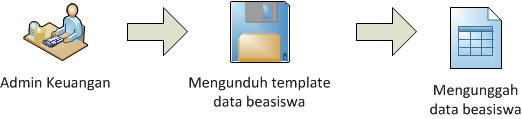 Admin Keuangan
Mengunduh template
data beasiswa
Mengunggah
data beasiswa